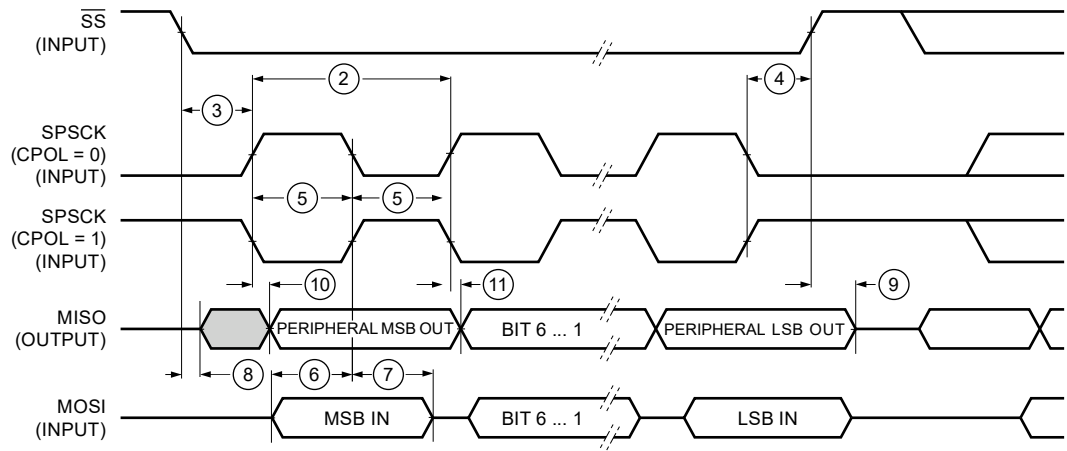 SS
(INPUT)
2
4
3
SPSCK
(CPOL = 0)
(INPUT)
5
5
SPSCK
(CPOL = 1)
(INPUT)
10
11
9
MISO
(OUTPUT)
PERIPHERAL MSB OUT
BIT 6 ... 1
PERIPHERAL LSB OUT
8
6
7
MOSI
(INPUT)
MSB IN
BIT 6 ... 1
LSB IN